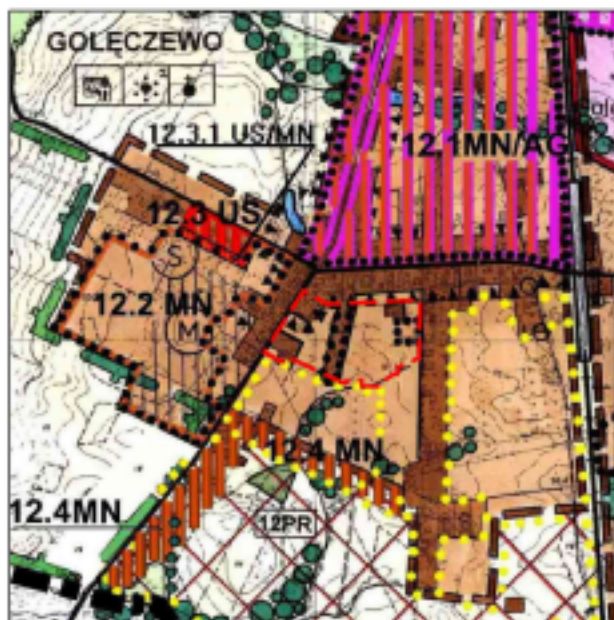 GOLĘCZEWO
12.3.1 US/MN
12.1MN/AG
12.3 US
S
12.2 MN
M
12.4 MN
12.4MN
12PR